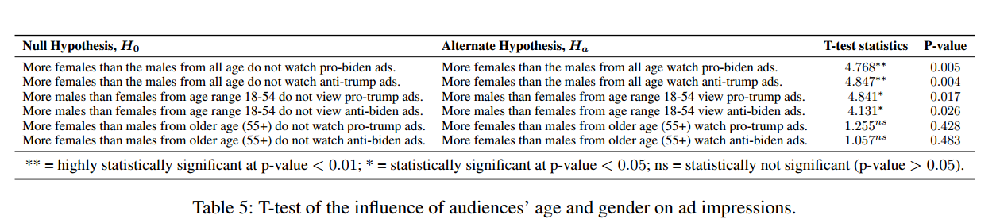 Null Hypothesis, H₀ Alternate Hypothesis, Hₐ T-test statistics P-value
More females than the males from all age do not watch pro-biden ads. More females than the males from all age watch pro-biden ads. 4.768** 0.005
More females than the males from all age do not watch anti-trump ads. More females than the males from all age watch anti-trump ads. 4.847** 0.004
More males than females from age range 18-54 do not view pro-trump ads. More males than females from age range 18-54 view pro-trump ads. 4.841* 0.017
More males than females from age range 18-54 do not view anti-biden ads. More males than females from age range 18-54 view anti-biden ads. 4.131* 0.026
More females than males from older age (55+) do not watch pro-trump ads. More females than males from older age (55+) watch pro-trump ads. 1.255ⁿˢ 0.428
More females than males from older age (55+) do not watch anti-biden ads. More females than males from older age (55+) watch anti-biden ads. 1.057ⁿˢ 0.483
** = highly statistically significant at p-value < 0.01; * = statistically significant at p-value < 0.05; ns = statistically not significant (p-value > 0.05).
Table 5: T-test of the influence of audiences' age and gender on ad impressions.